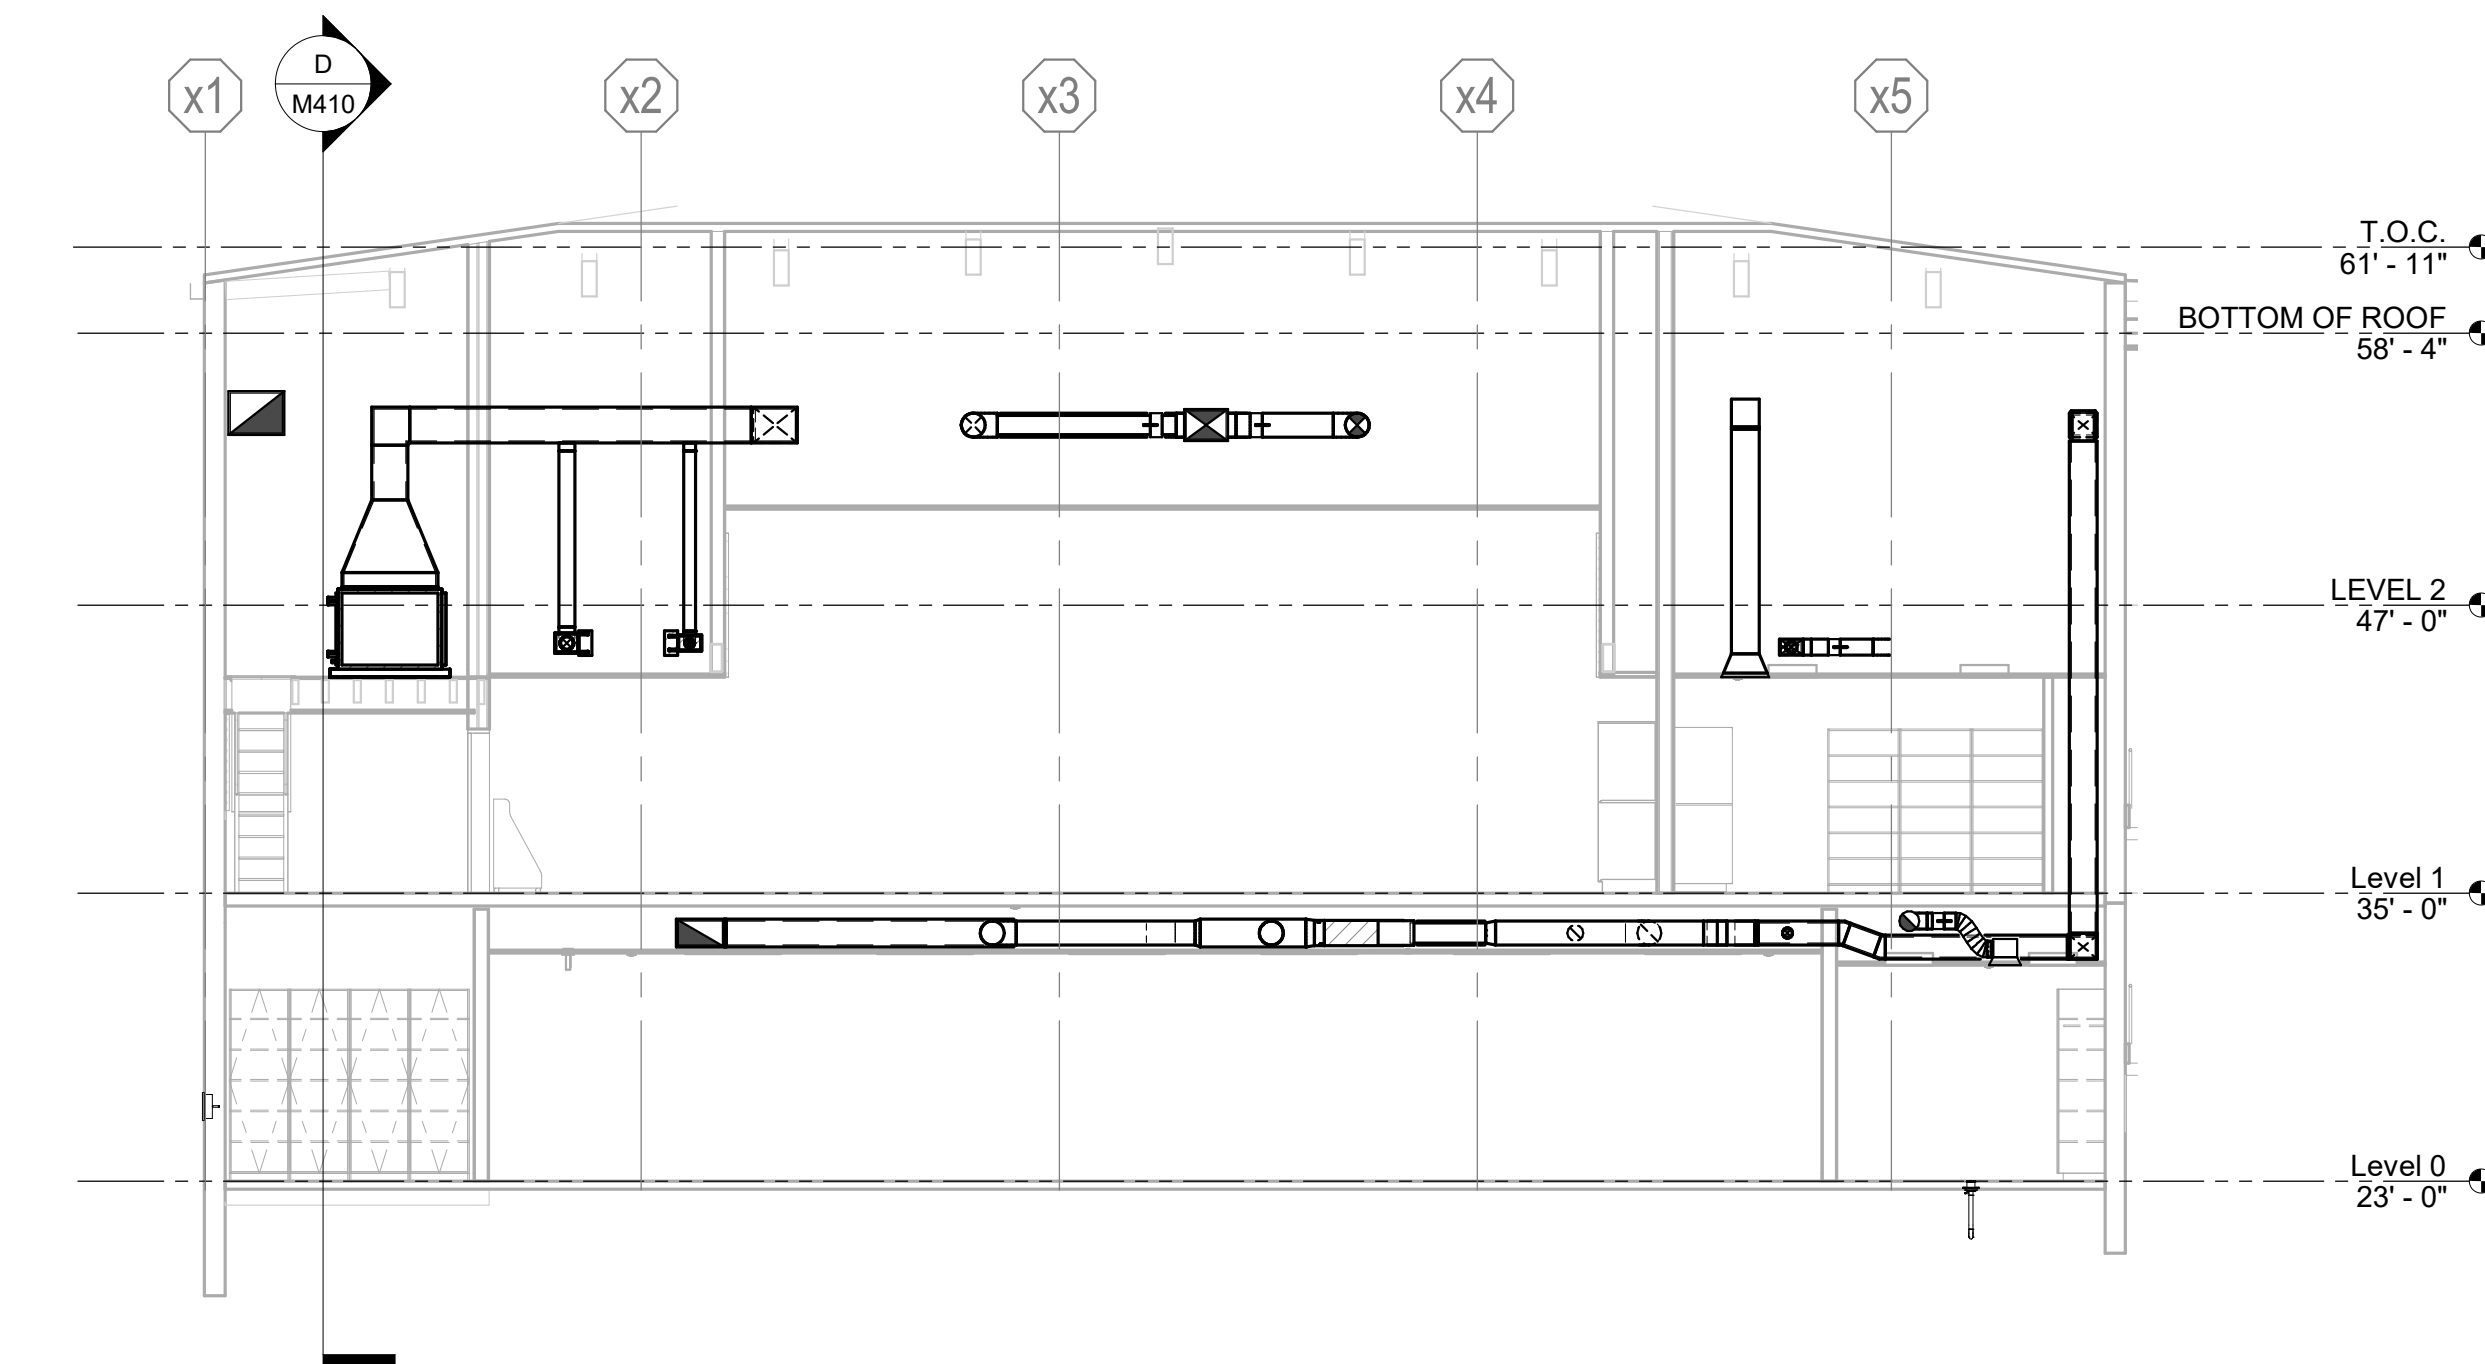 x1
D
M410
x2
x3
x4
x5
T.O.C.
61' - 11"
BOTTOM OF ROOF
58' - 4"
LEVEL 2
47' - 0"
Level 1
35' - 0"
Level 0
23' - 0"